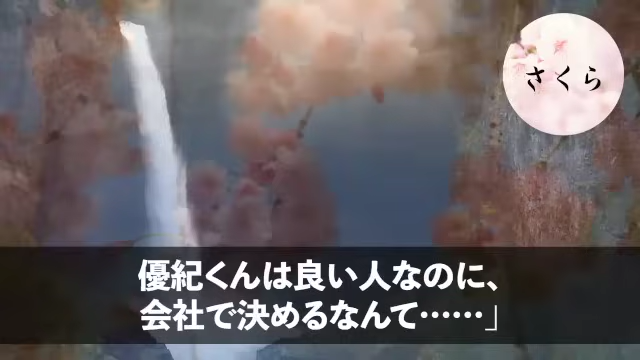 さくら
優紀くんは良い人なのに、
会社で決めるなんて……」